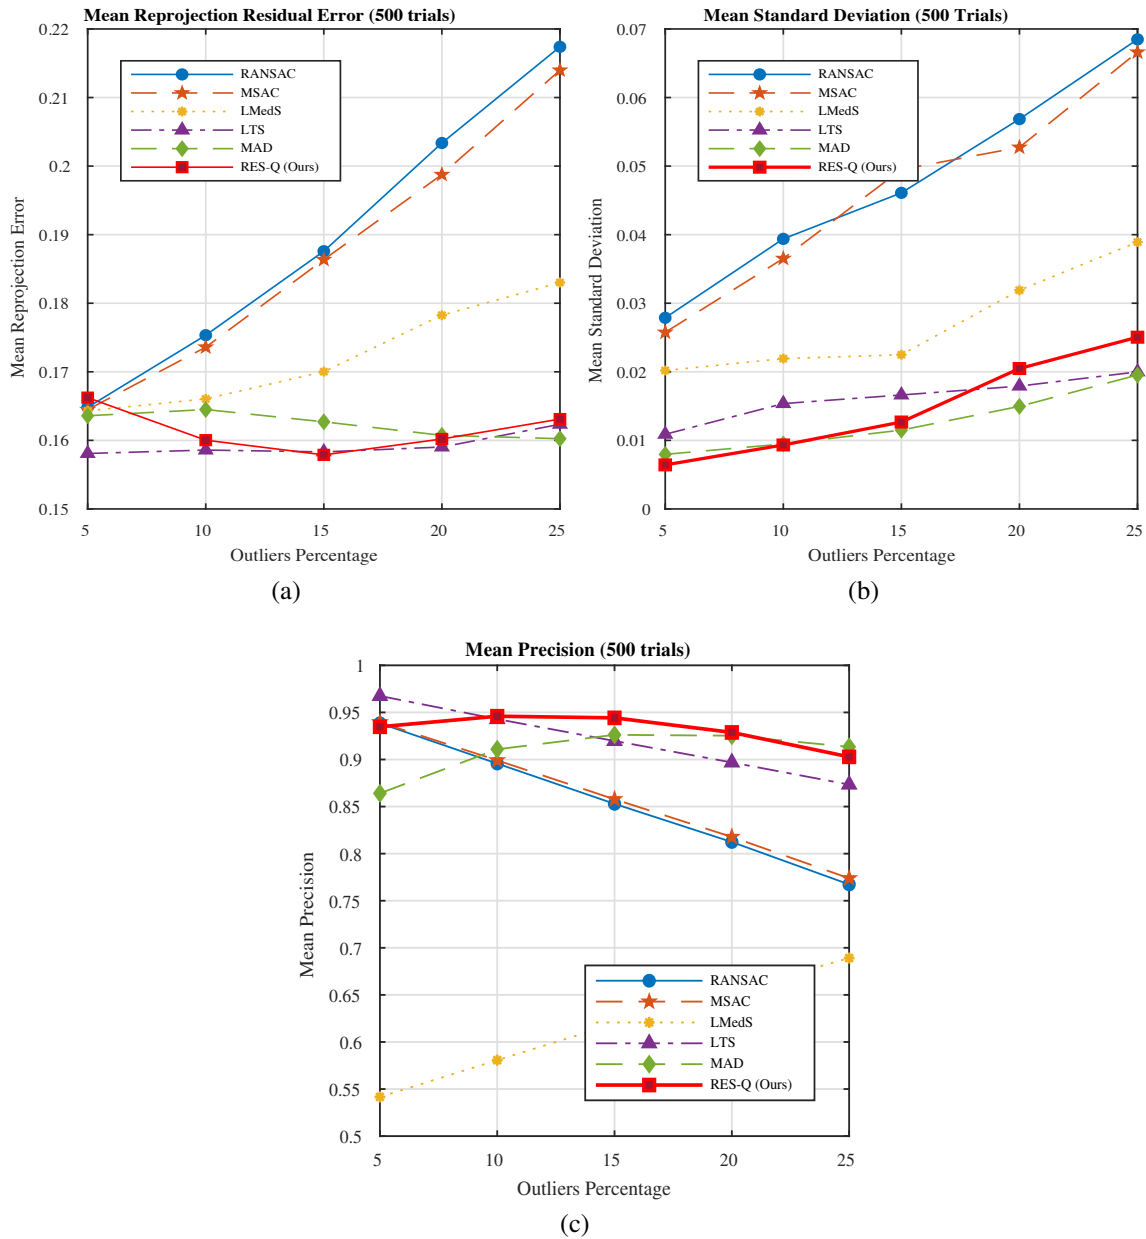 Mean Reprojection Residual Error (500 trials)
0.22
0.21
0.2
0.19
0.18
0.17
0.16
0.15
Mean Reprojection Error
RANSAC
MSAC
LMedS
LTS
MAD
RES-Q (Ours)
5 10 15 20 25
Outliers Percentage
(a)
Mean Standard Deviation (500 Trials)
0.07
0.06
0.05
0.04
0.03
0.02
0.01
0
Mean Standard Deviation
RANSAC
MSAC
LMedS
LTS
MAD
RES-Q (Ours)
5 10 15 20 25
Outliers Percentage
(b)
Mean Precision (500 trials)
1
0.95
0.9
0.85
0.8
0.75
0.7
0.65
0.6
0.55
0.5
Mean Precision
RANSAC
MSAC
LMedS
LTS
MAD
RES-Q (Ours)
5 10 15 20 25
Outliers Percentage
(c)